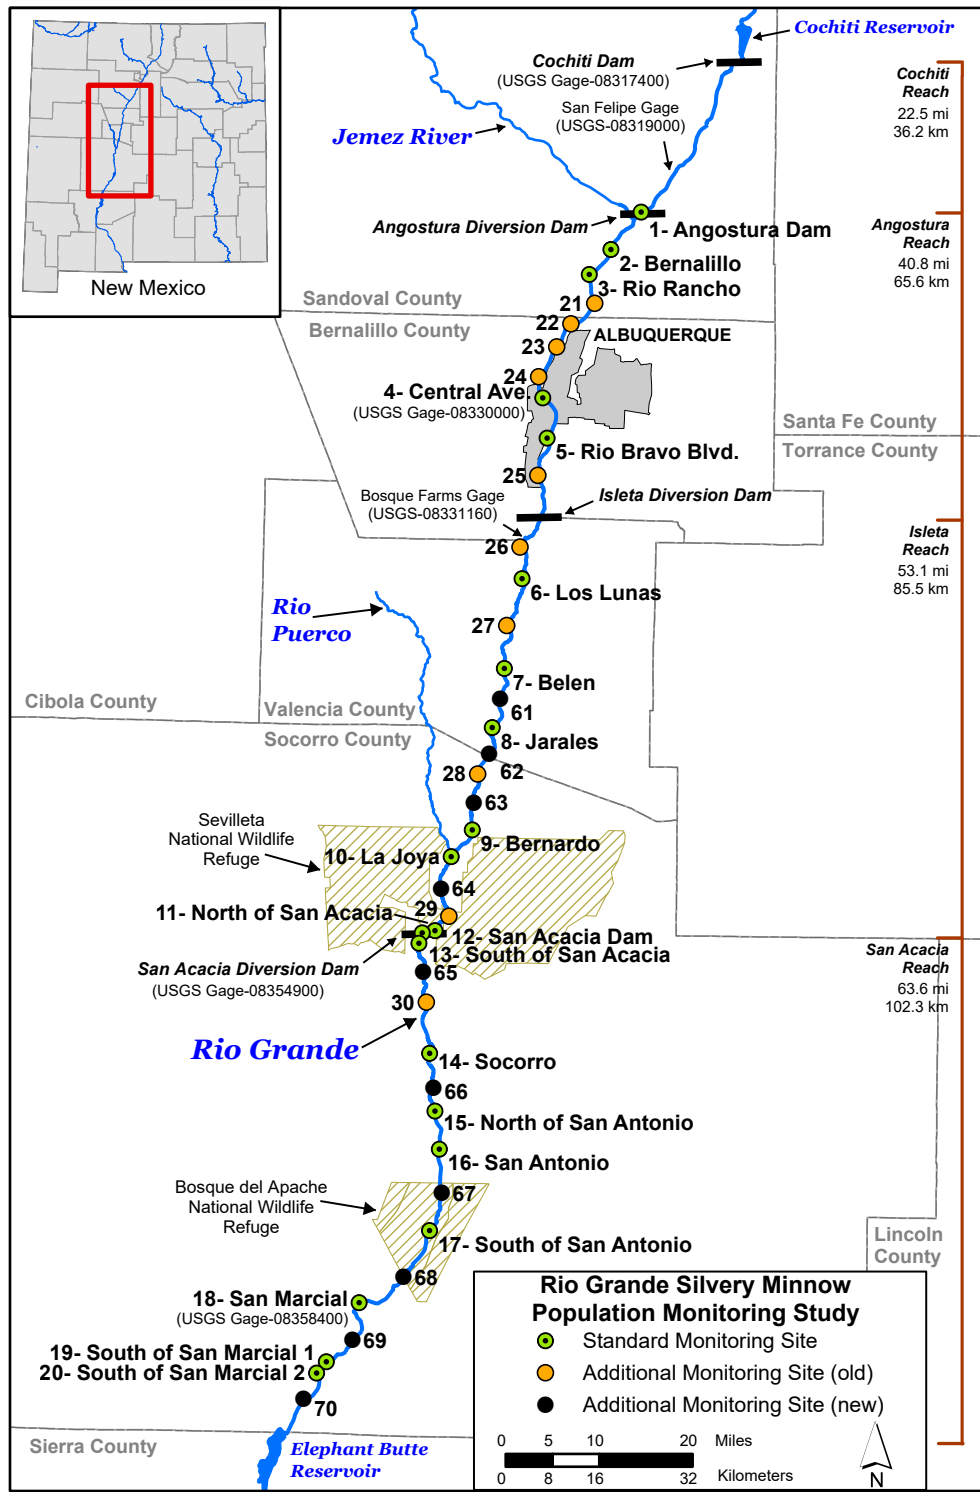 New Mexico
Cochiti Reservoir
Cochiti Dam
(USGS Gage-08317400)
San Felipe Gage
(USGS-08319000)
Jemez River
Cochiti
Reach
22.5 mi
36.2 km
Angostura Diversion Dam
1- Angostura Dam
Angostura
Reach
40.8 mi
65.6 km
2- Bernalillo
3- Rio Rancho
Sandoval County
21
Bernalillo County
22
ALBUQUERQUE
23
24
4- Central Ave.
(USGS Gage-08330000)
Santa Fe County
5- Rio Bravo Blvd.
Torrance County
25
Bosque Farms Gage
(USGS-08331160)
Isleta Diversion Dam
Isleta
Reach
53.1 mi
85.5 km
26
6- Los Lunas
Rio
Puerco
27
7- Belen
Cibola County
Valencia County
61
Socorro County
8- Jarales
62
28
63
Sevilleta
National Wildlife
Refuge
9- Bernardo
10- La Joya
64
29
11- North of San Acacia
12- San Acacia Dam
13- South of San Acacia
San Acacia Diversion Dam
(USGS Gage-08354900)
65
San Acacia
Reach
63.6 mi
102.3 km
30
Rio Grande
14- Socorro
66
15- North of San Antonio
16- San Antonio
Bosque del Apache
National Wildlife
Refuge
67
17- South of San Antonio
Lincoln
County
68
18- San Marcial
(USGS Gage-08358400)
69
19- South of San Marcial 1
20- South of San Marcial 2
70
Sierra County
Elephant Butte
Reservoir
Rio Grande Silvery Minnow
Population Monitoring Study
Standard Monitoring Site
Additional Monitoring Site (old)
Additional Monitoring Site (new)
0 5 10 20 Miles
0 8 16 32 Kilometers
N